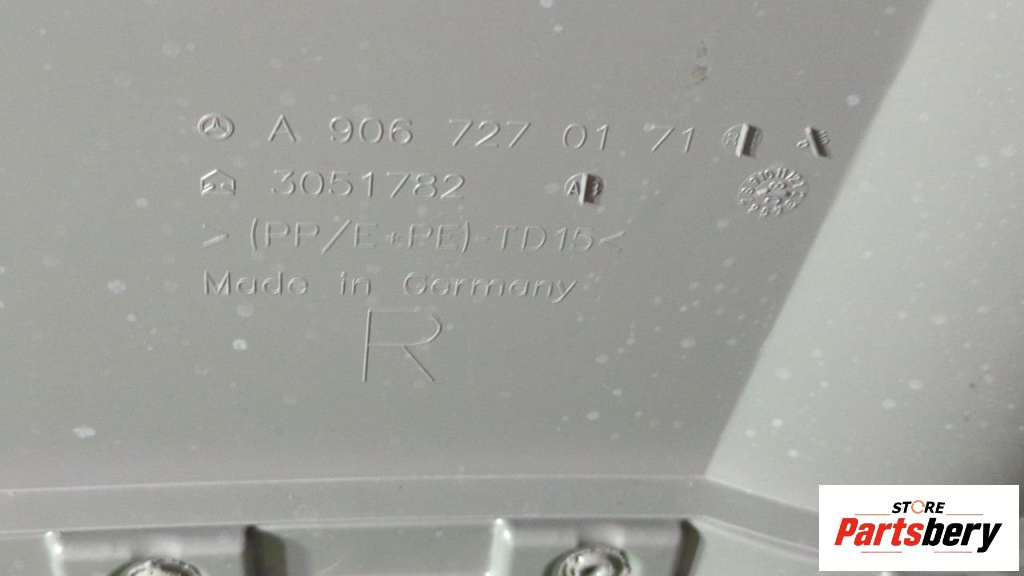 A 906 727 01 71
3051782
>(PP/E+PE)-TD15<
Made in Germany
R
STORE
Partsbery